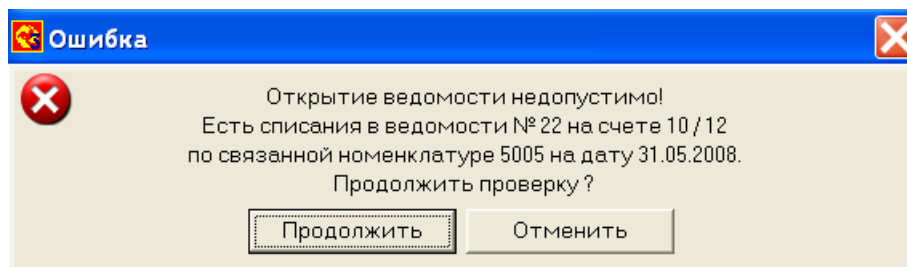 Ошибка
Открытие ведомости недопустимо!
Есть списания в ведомости № 22 на счете 10 / 12
по связанной номенклатуре 5005 на дату 31.05.2008.
Продолжить проверку ?
Продолжить
Отменить